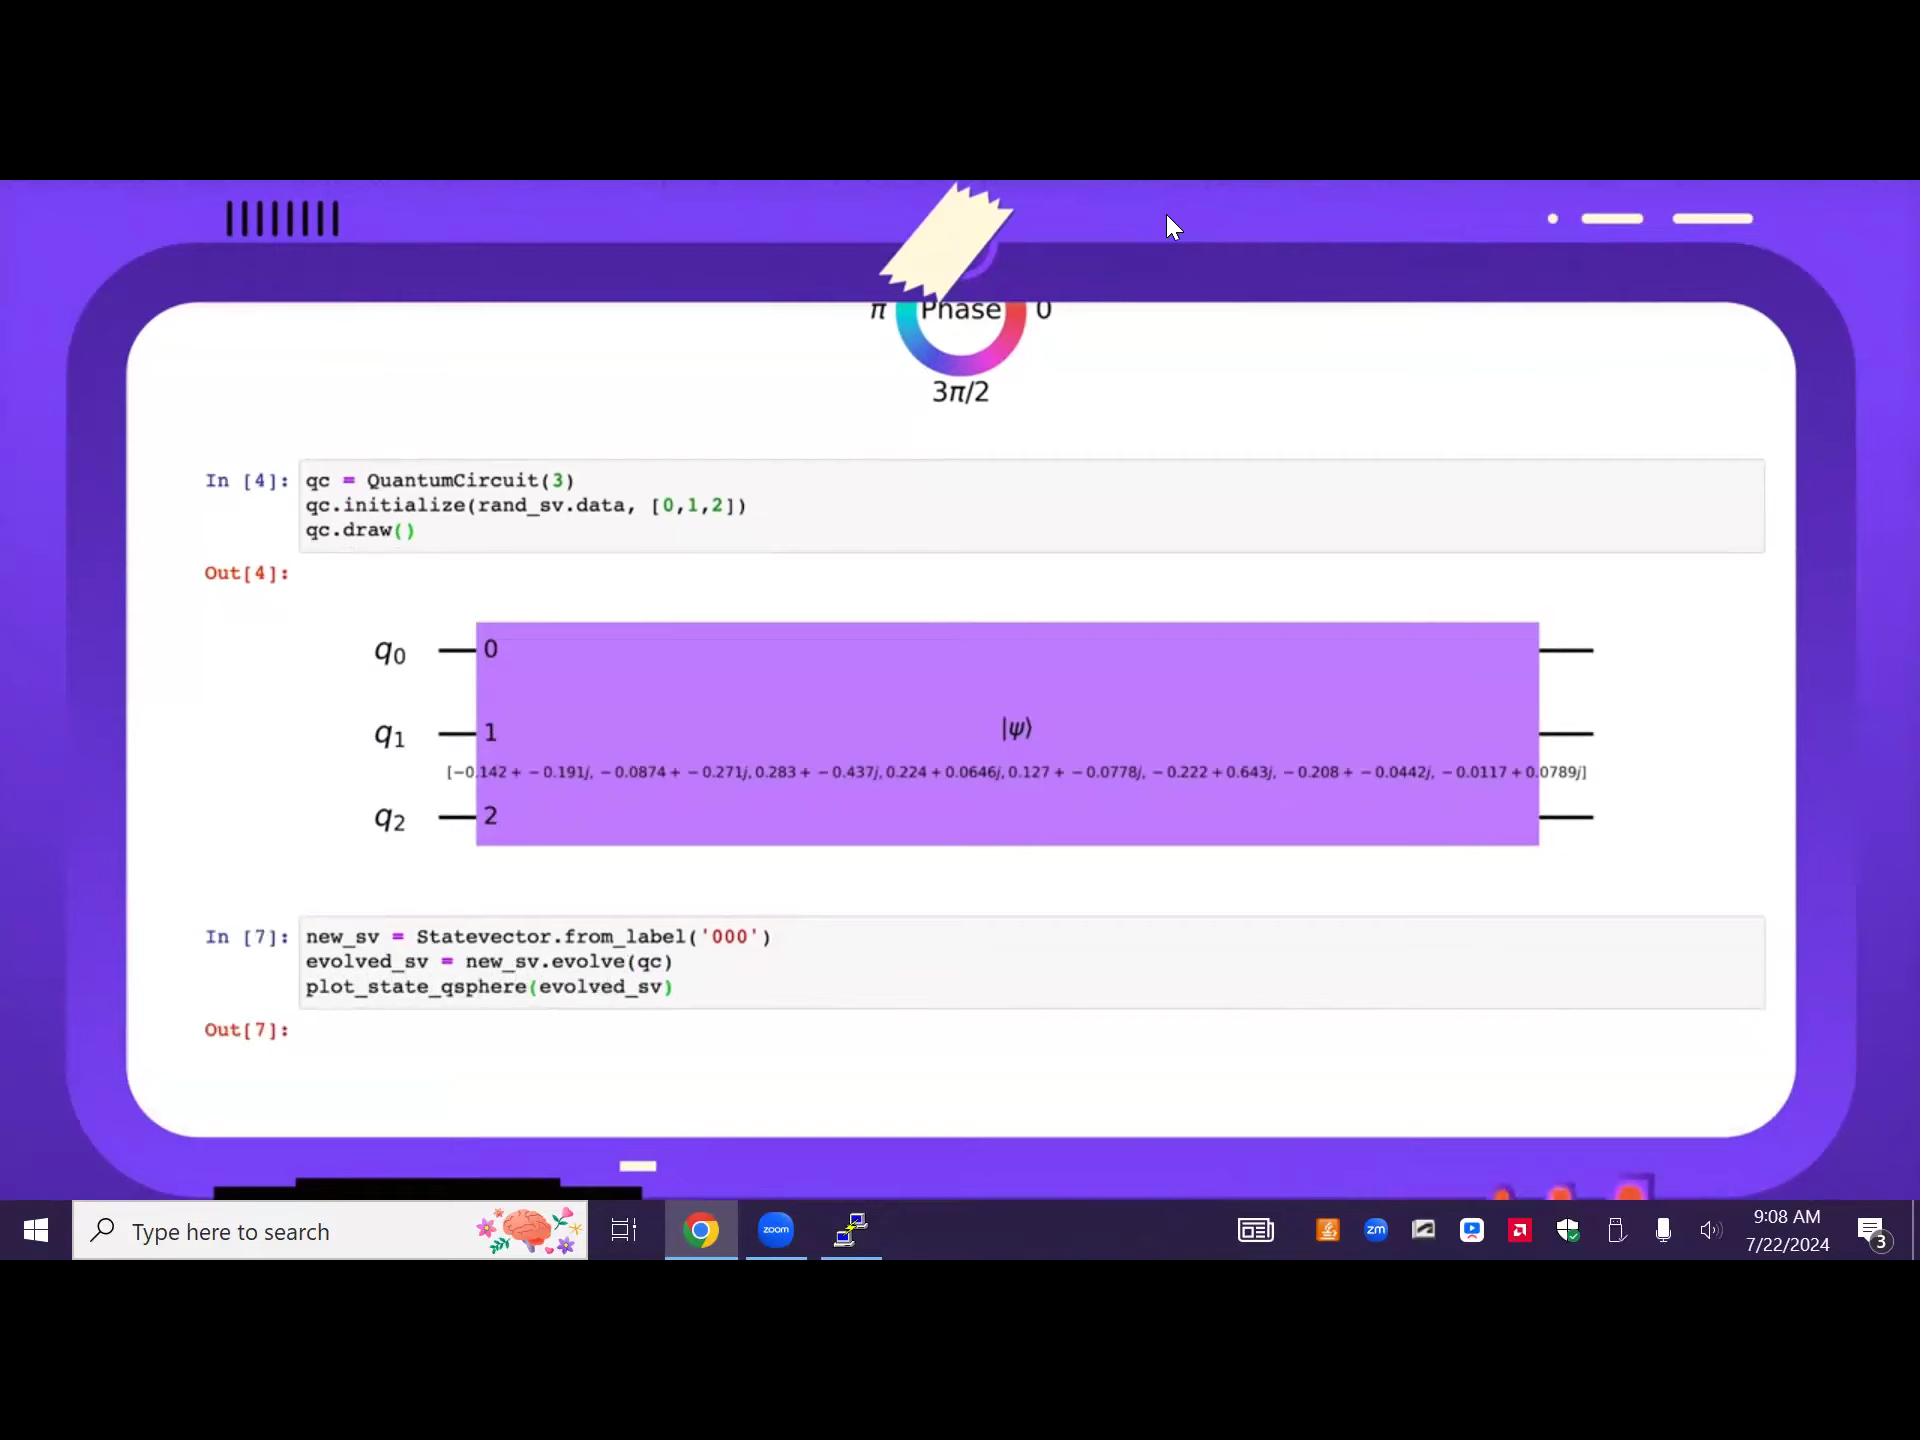 π Phase 0
3π/2
In [4]: qc = QuantumCircuit(3)
qc.initialize(rand_sv.data, [0,1,2])
qc.draw()
Out[4]:
q0 0
|ψ⟩
q1 1
[−0.142 + −0.191j, −0.0874 + −0.271j, 0.283 + −0.437j, 0.224 + 0.0646j, 0.127 + −0.0778j, −0.222 + 0.643j, −0.208 + −0.0442j, −0.0117 + 0.0789j]
q2 2
In [7]: new_sv = Statevector.from_label('000')
evolved_sv = new_sv.evolve(qc)
plot_state_qsphere(evolved_sv)
Out[7]:
Type here to search
zoom
zm
9:08 AM
7/22/2024
3